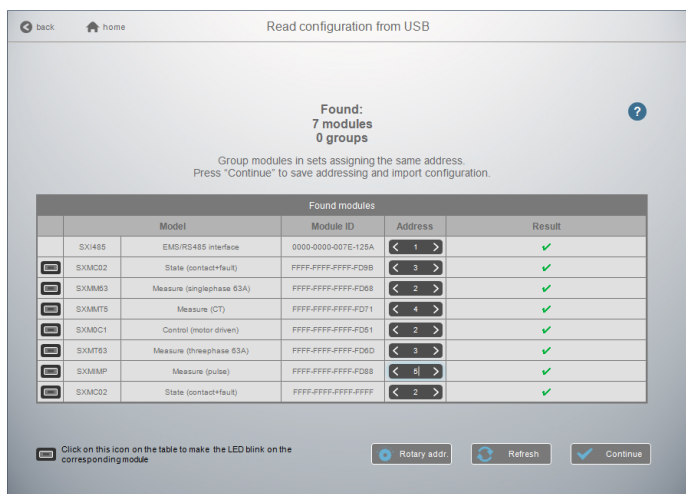 back home Read configuration from USB
Found:
7 modules
0 groups
?
Group modules in sets assigning the same address.
Press "Continue" to save addressing and import configuration.
Found modules
Model Module ID Address Result
SXI485 EMS/RS485 interface 0000-0000-007E-125A 1
SXMC02 State (contact+fault) FFFF-FFFF-FFFF-FD9B 3
SXMM63 Measure (singlephase 63A) FFFF-FFFF-FFFF-FD68 2
SXMMT5 Measure (CT) FFFF-FFFF-FFFF-FD71 4
SXM0C1 Control (motor driven) FFFF-FFFF-FFFF-FD51 2
SXMT63 Measure (threephase 63A) FFFF-FFFF-FFFF-FD6D 3
SXMIMP Measure (pulse) FFFF-FFFF-FFFF-FD88 5
SXMC02 State (contact+fault) FFFF-FFFF-FFFF-FFFF 2
Click on this icon on the table to make the LED blink on the
corresponding module
Rotary addr. Refresh Continue